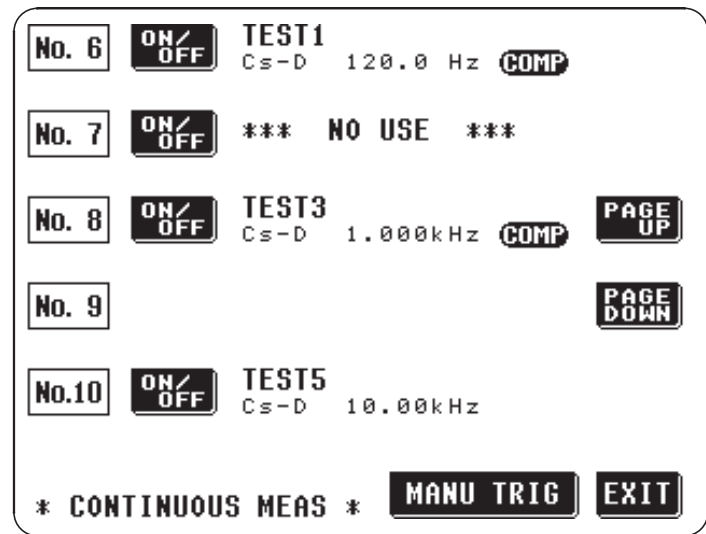 No. 6 ON/OFF TEST1
Cs-D 120.0 Hz COMP
No. 7 ON/OFF *** NO USE ***
No. 8 ON/OFF TEST3 PAGE UP
Cs-D 1.000kHz COMP
No. 9 PAGE DOWN
No.10 ON/OFF TEST5
Cs-D 10.00kHz
* CONTINUOUS MEAS * MANU TRIG EXIT